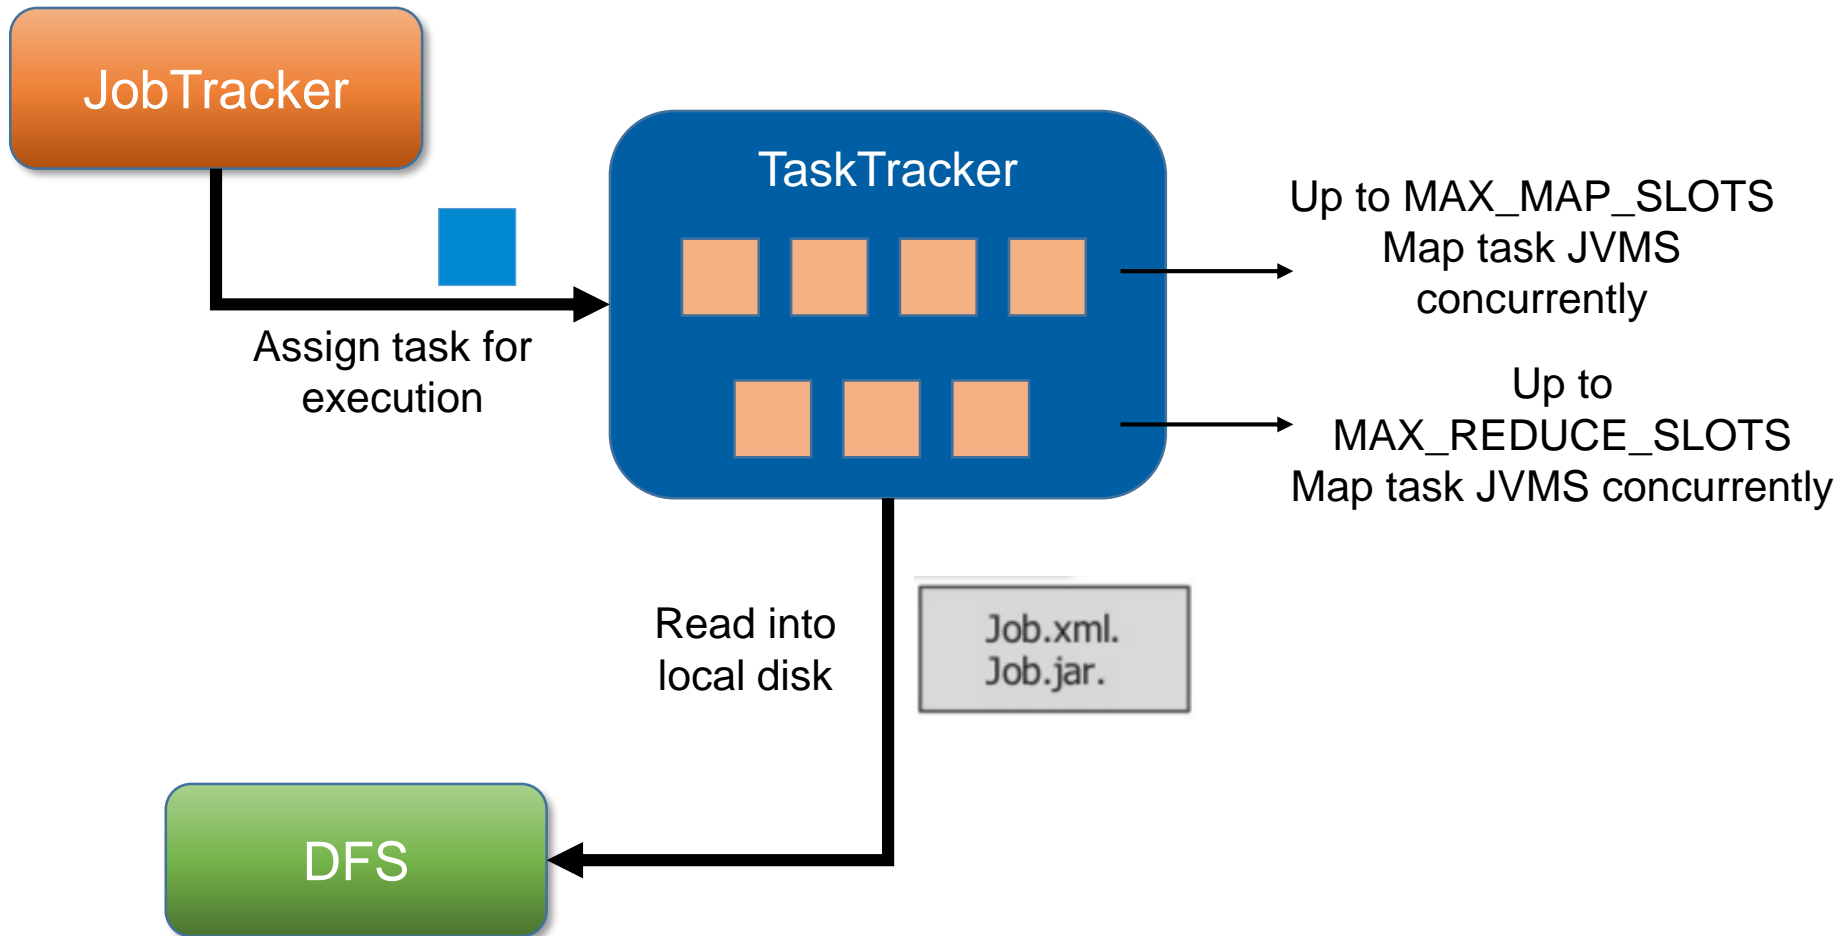 JobTracker
TaskTracker
Up to MAX_MAP_SLOTS
Map task JVMS
concurrently
Assign task for
execution
Up to
MAX_REDUCE_SLOTS
Map task JVMS concurrently
Read into
local disk
Job.xml.
Job.jar.
DFS